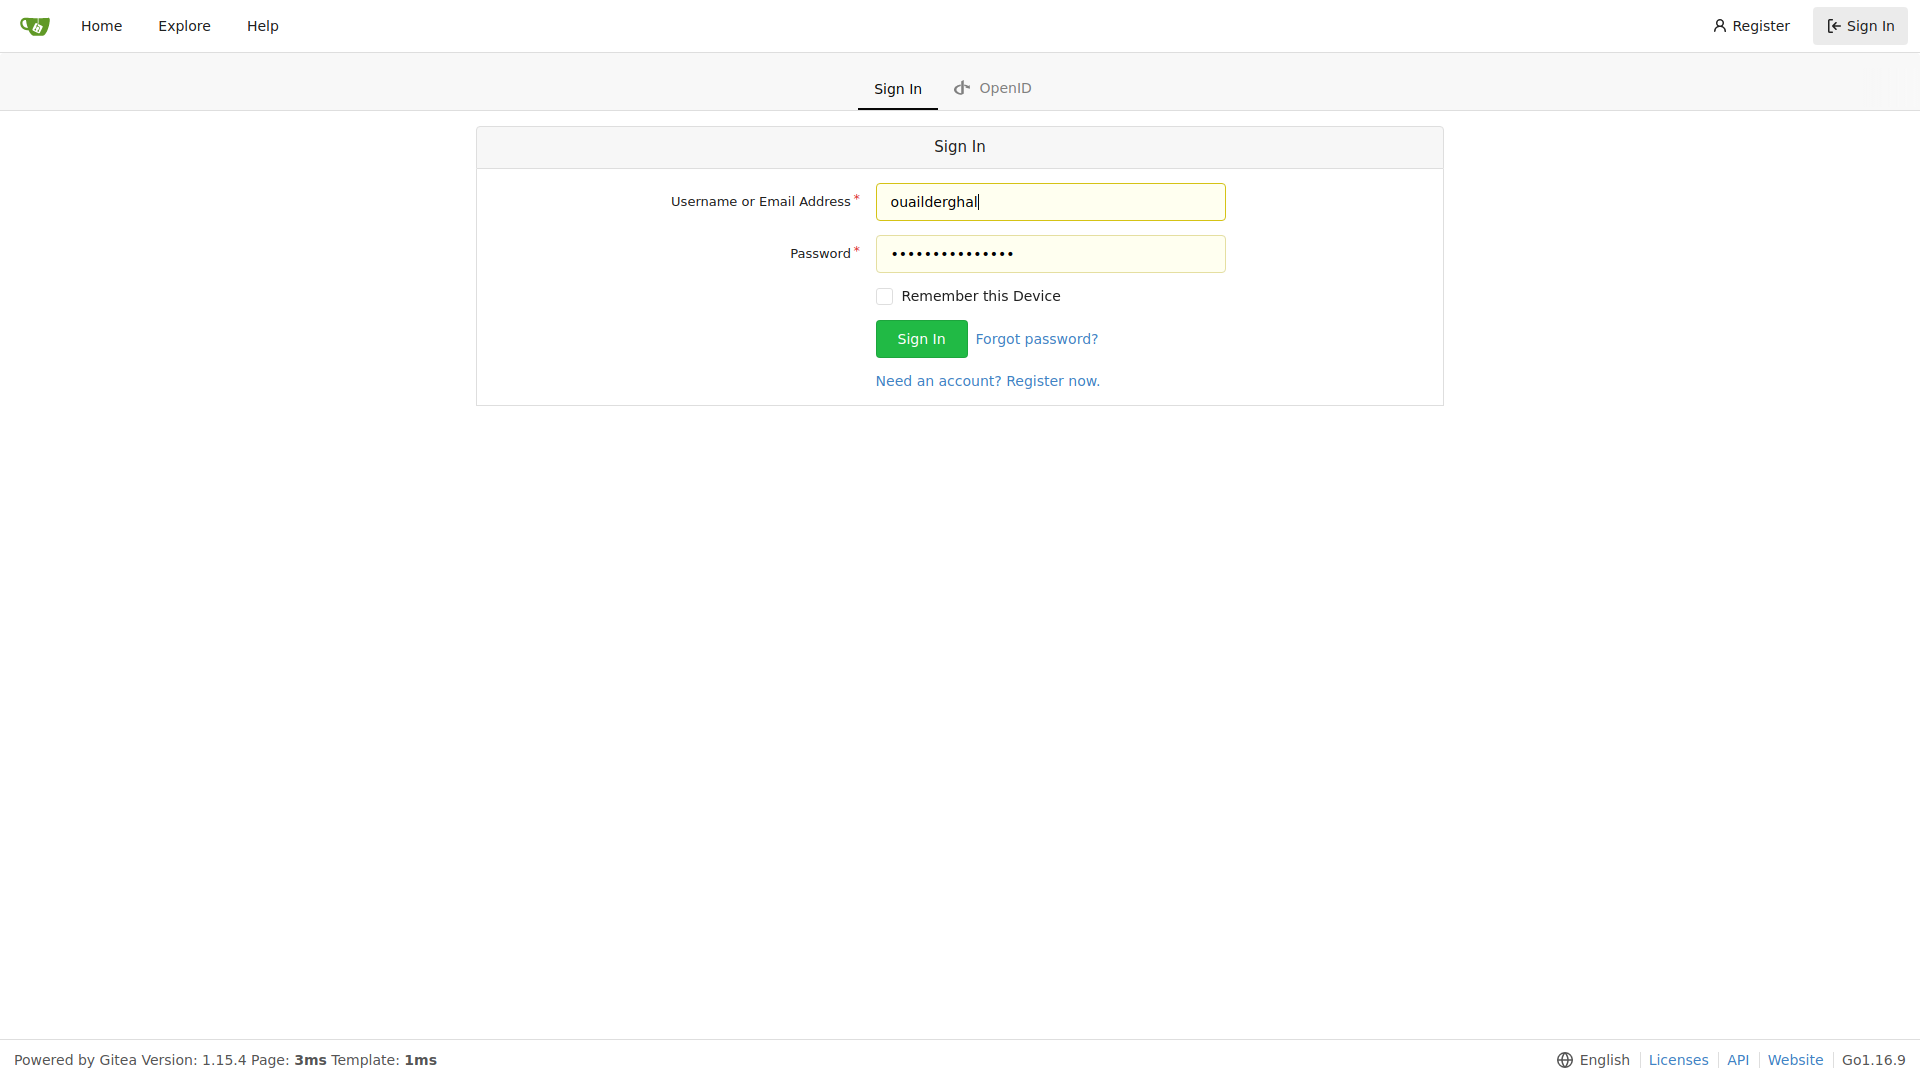 Home Explore Help Register Sign In
Sign In OpenID
Sign In
Username or Email Address*
ouailderghal
Password*
•••••••••••••••
Remember this Device
Sign In Forgot password?
Need an account? Register now.
Powered by Gitea Version: 1.15.4 Page: 3ms Template: 1ms English Licenses API Website Go1.16.9